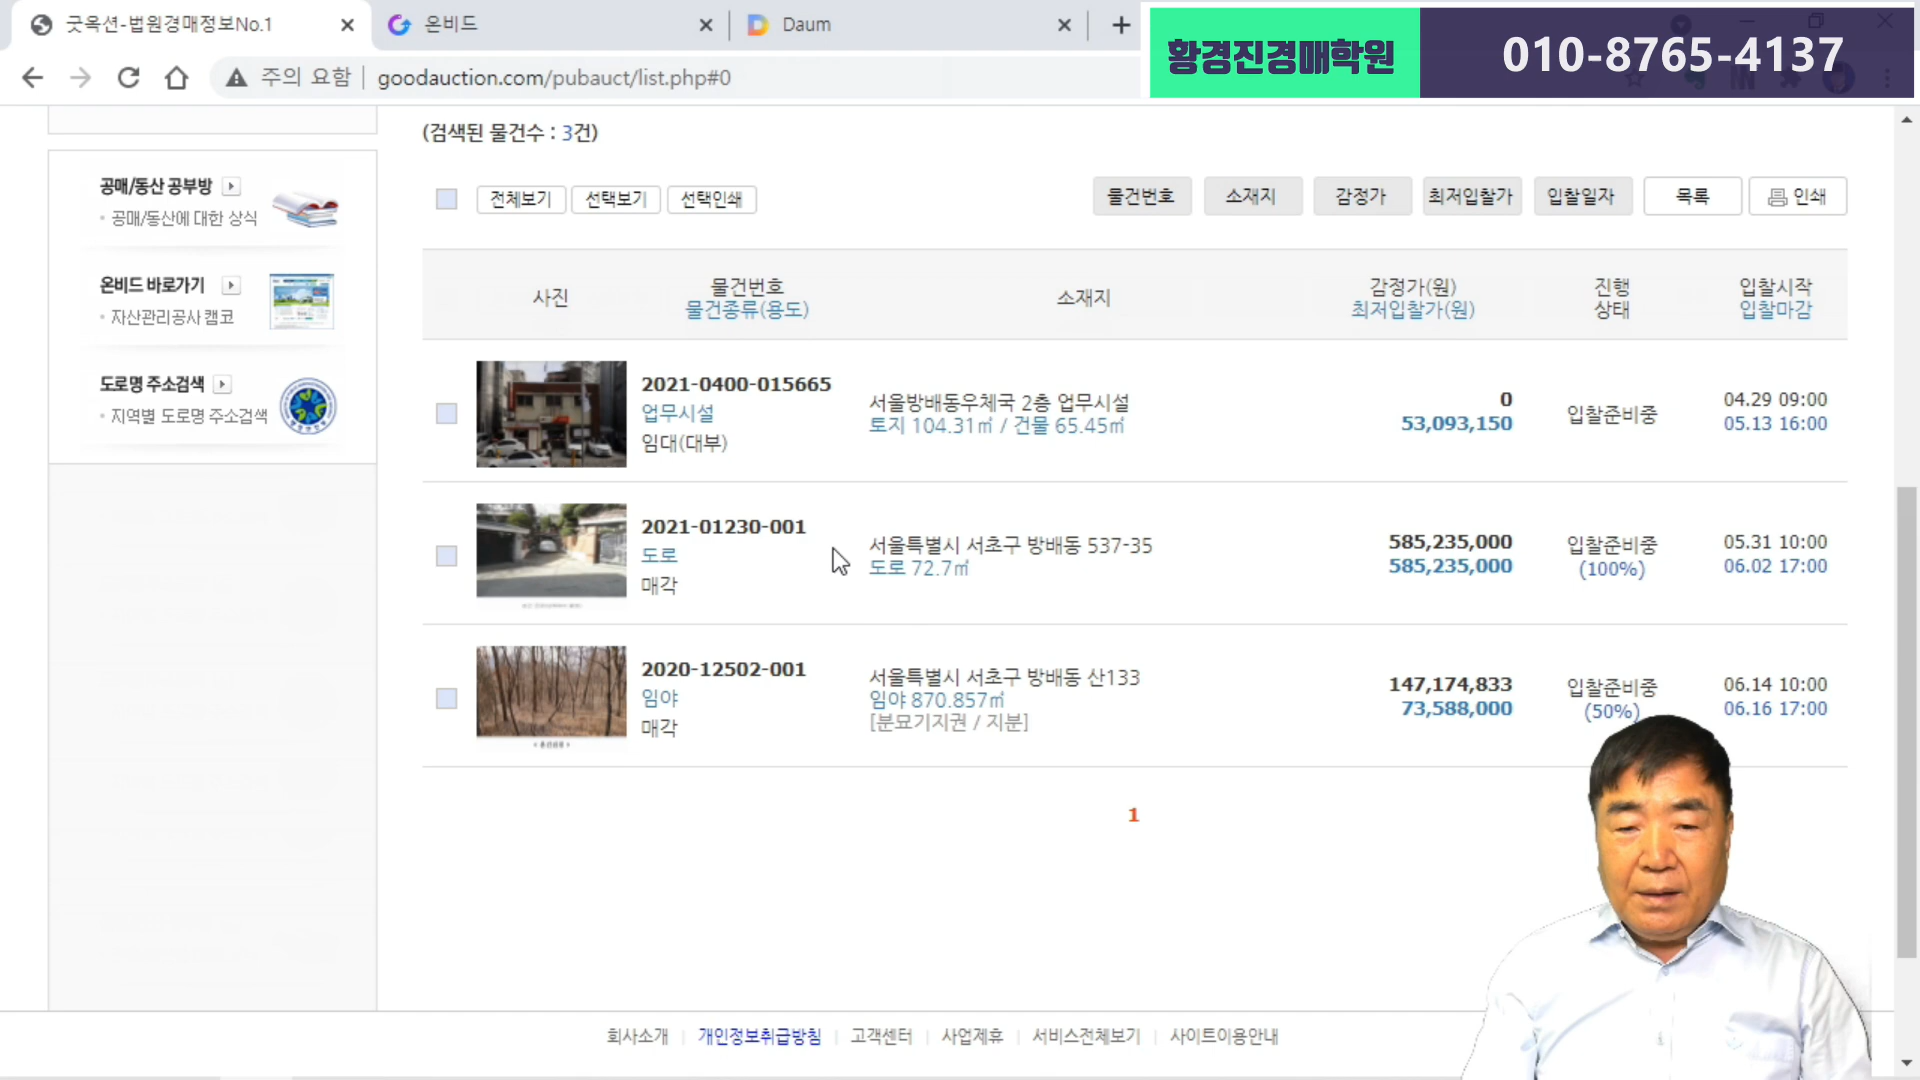 굿옥션-법원경매정보No.1
온비드
Daum
황경진경매학원
010-8765-4137
주의 요함
goodauction.com/pubauct/list.php#0
(검색된 물건수 : 3건)
공매/동산 공부방
공매/동산에 대한 상식
온비드 바로가기
자산관리공사 캠코
도로명 주소검색
지역별 도로명 주소검색
전체보기 선택보기 선택인쇄
물건번호 소재지 감정가 최저입찰가 입찰일자 목록 인쇄
사진
물건번호
물건종류(용도)
소재지
감정가(원)
최저입찰가(원)
진행
상태
입찰시작
입찰마감
2021-0400-015665
업무시설
임대(대부)
서울방배동우체국 2층 업무시설
토지 104.31㎡ / 건물 65.45㎡
0
53,093,150
입찰준비중
04.29 09:00
05.13 16:00
2021-01230-001
도로
매각
서울특별시 서초구 방배동 537-35
도로 72.7㎡
585,235,000
585,235,000
입찰준비중
(100%)
05.31 10:00
06.02 17:00
2020-12502-001
임야
매각
서울특별시 서초구 방배동 산133
임야 870.857㎡
[분묘기지권 / 지분]
147,174,833
73,588,000
입찰준비중
(50%)
06.14 10:00
06.16 17:00
1
회사소개 개인정보취급방침 고객센터 사업제휴 서비스전체보기 사이트이용안내